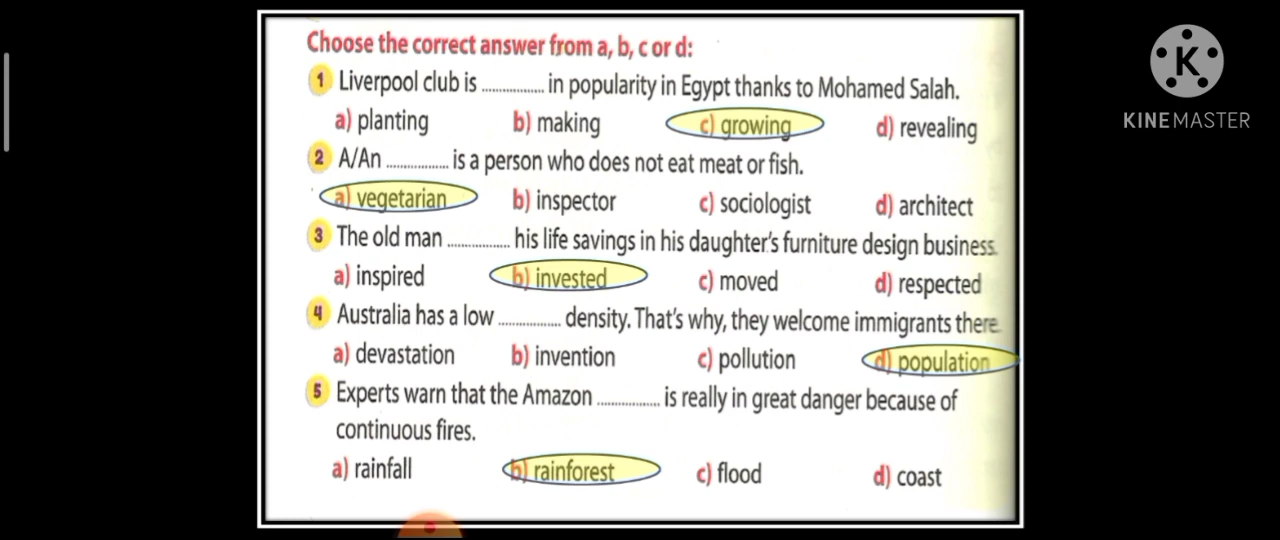 Choose the correct answer from a, b, c or d:
1 Liverpool club is ................. in popularity in Egypt thanks to Mohamed Salah.
a) planting b) making c) growing d) revealing
2 A/An ................. is a person who does not eat meat or fish.
a) vegetarian b) inspector c) sociologist d) architect
3 The old man ................. his life savings in his daughter's furniture design business.
a) inspired b) invested c) moved d) respected
4 Australia has a low ................. density. That's why, they welcome immigrants there.
a) devastation b) invention c) pollution d) population
5 Experts warn that the Amazon ................. is really in great danger because of
continuous fires.
a) rainfall b) rainforest c) flood d) coast
K
KINEMASTER